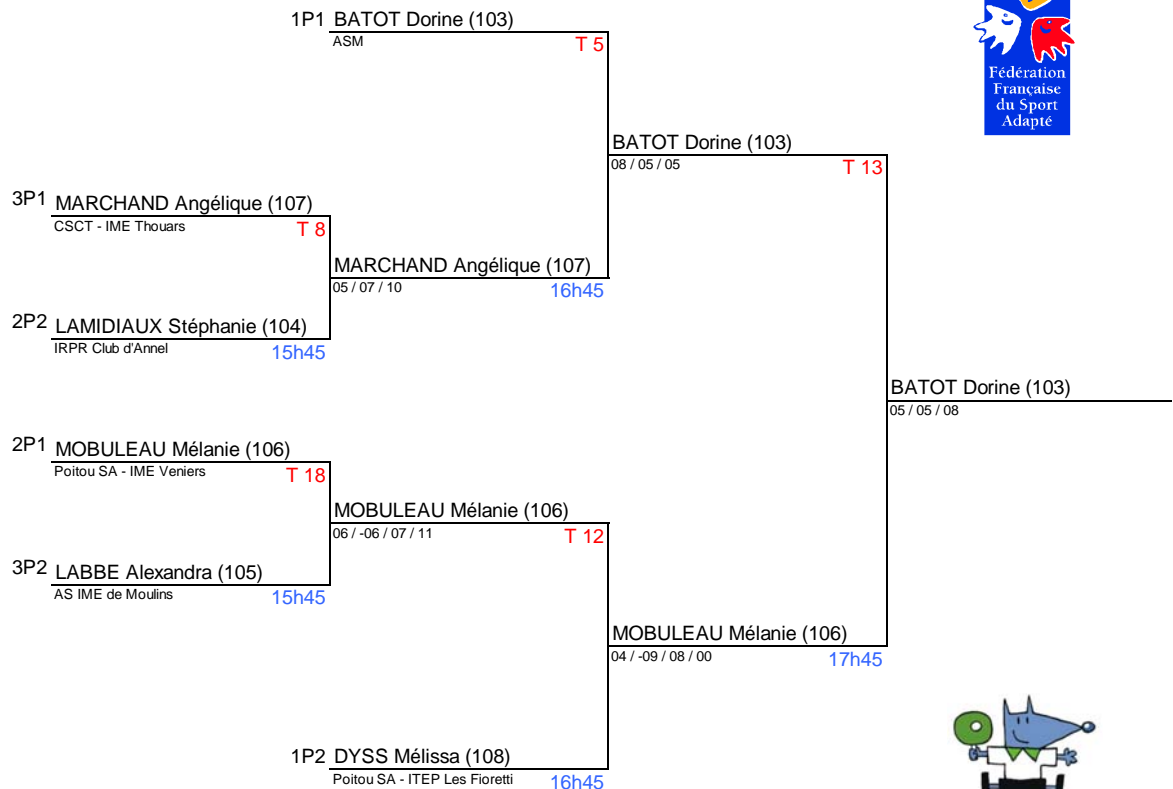 1P1 BATOT Dorine (103)
ASM
T 5
Fédération
Française
du Sport
Adapté
BATOT Dorine (103)
08 / 05 / 05
T 13
3P1 MARCHAND Angélique (107)
CSCT - IME Thouars
T 8
MARCHAND Angélique (107)
05 / 07 / 10
16h45
2P2 LAMIDIAUX Stéphanie (104)
IRPR Club d'Annel
15h45
BATOT Dorine (103)
05 / 05 / 08
2P1 MOBULEAU Mélanie (106)
Poitou SA - IME Veniers
T 18
MOBULEAU Mélanie (106)
06 / -06 / 07 / 11
T 12
3P2 LABBE Alexandra (105)
AS IME de Moulins
15h45
MOBULEAU Mélanie (106)
04 / -09 / 08 / 00
17h45
1P2 DYSS Mélissa (108)
Poitou SA - ITEP Les Fioretti
16h45